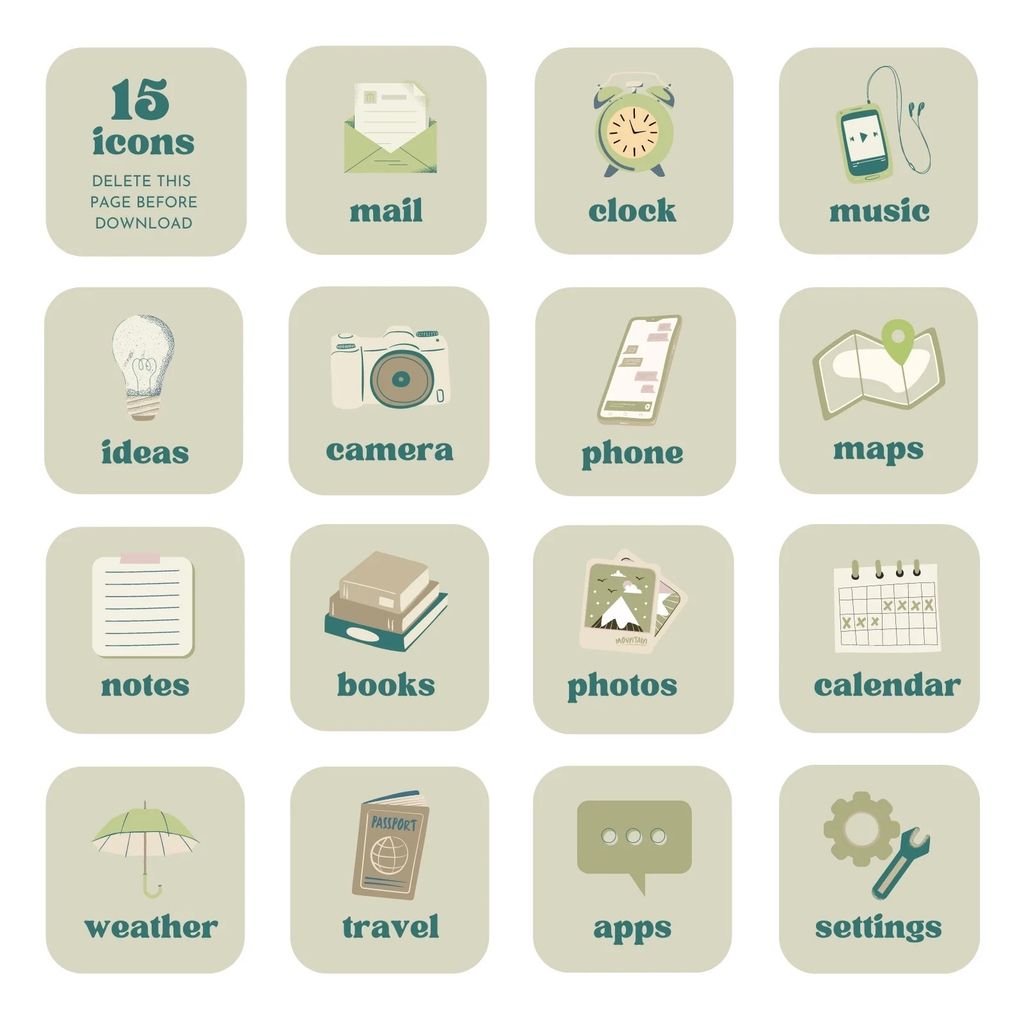 15
icons
DELETE THIS
PAGE BEFORE
DOWNLOAD
mail
clock
music
ideas
camera
phone
maps
notes
books
MOUNTAIN
photos
calendar
weather
PASSPORT
travel
apps
settings